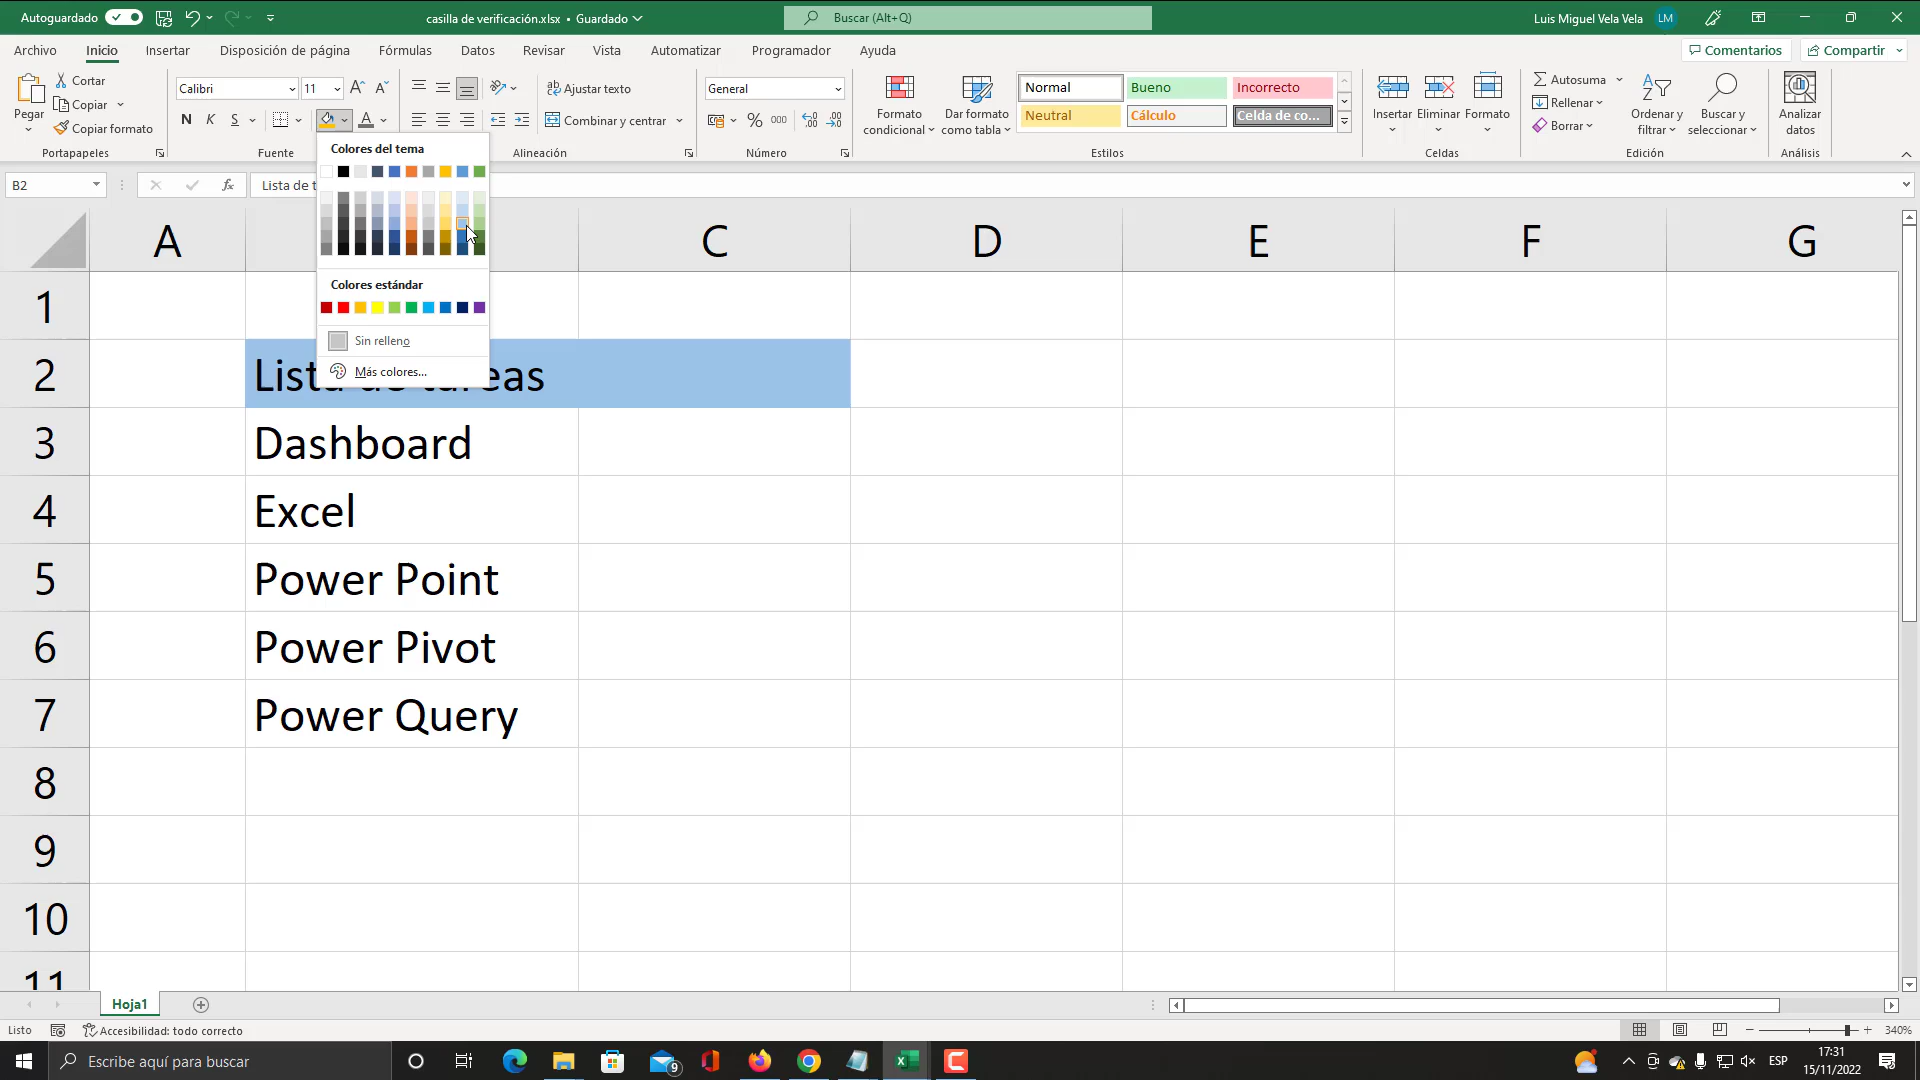 Autoguardado
casilla de verificación.xlsx • Guardado
Buscar (Alt+Q)
Luis Miguel Vela Vela
LM
Archivo
Inicio
Insertar
Disposición de página
Fórmulas
Datos
Revisar
Vista
Automatizar
Programador
Ayuda
Comentarios
Compartir
Pegar
Cortar
Copiar
Copiar formato
Portapapeles
Calibri
11
N K S
A
Fuente
Ajustar texto
Combinar y centrar
Alineación
General
% 000
Número
Formato
condicional
Dar formato
como tabla
Normal
Bueno
Incorrecto
Neutral
Cálculo
Celda de co...
Estilos
Insertar
Eliminar
Formato
Celdas
Autosuma
Rellenar
Borrar
Ordenar y
filtrar
Buscar y
seleccionar
Edición
Analizar
datos
Análisis
B2
fx
Lista de t
Colores del tema
Colores estándar
Sin relleno
Más colores...
A C D E F G
1
2 Lista de tareas
3 Dashboard
4 Excel
5 Power Point
6 Power Pivot
7 Power Query
8
9
10
11
Hoja1
Listo
Accesibilidad: todo correcto
340%
Escribe aquí para buscar
9
ESP
17:31
15/11/2022